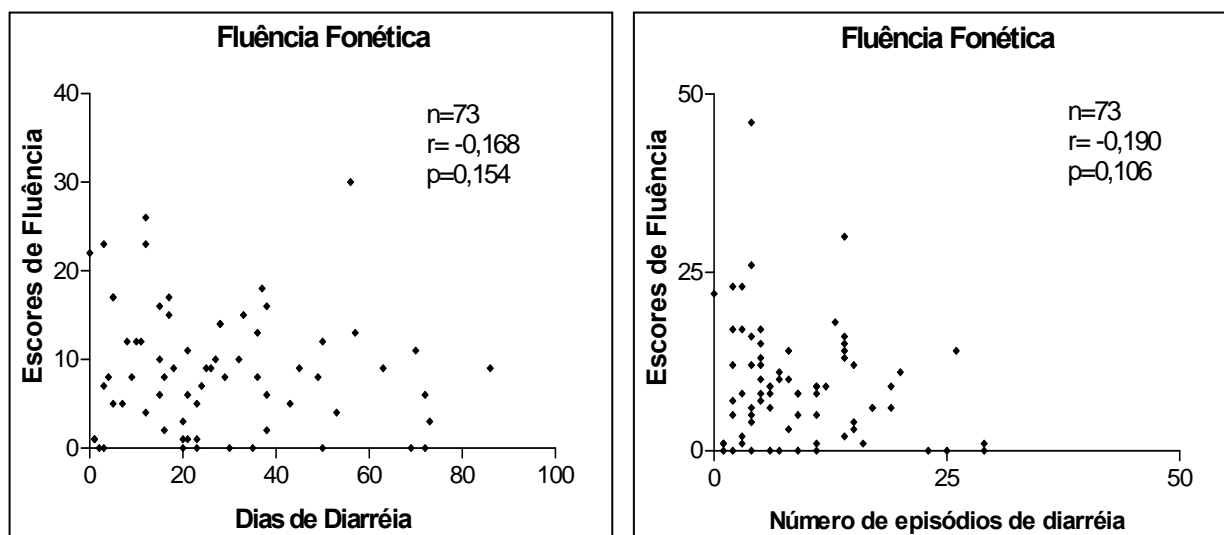 Fluência Fonética
n=73
r= -0,168
p=0,154
Escores de Fluência
40
30
20
10
0
0 20 40 60 80 100
Dias de Diarréia
Fluência Fonética
n=73
r= -0,190
p=0,106
Escores de Fluência
50
25
0
0 25 50
Número de episódios de diarréia